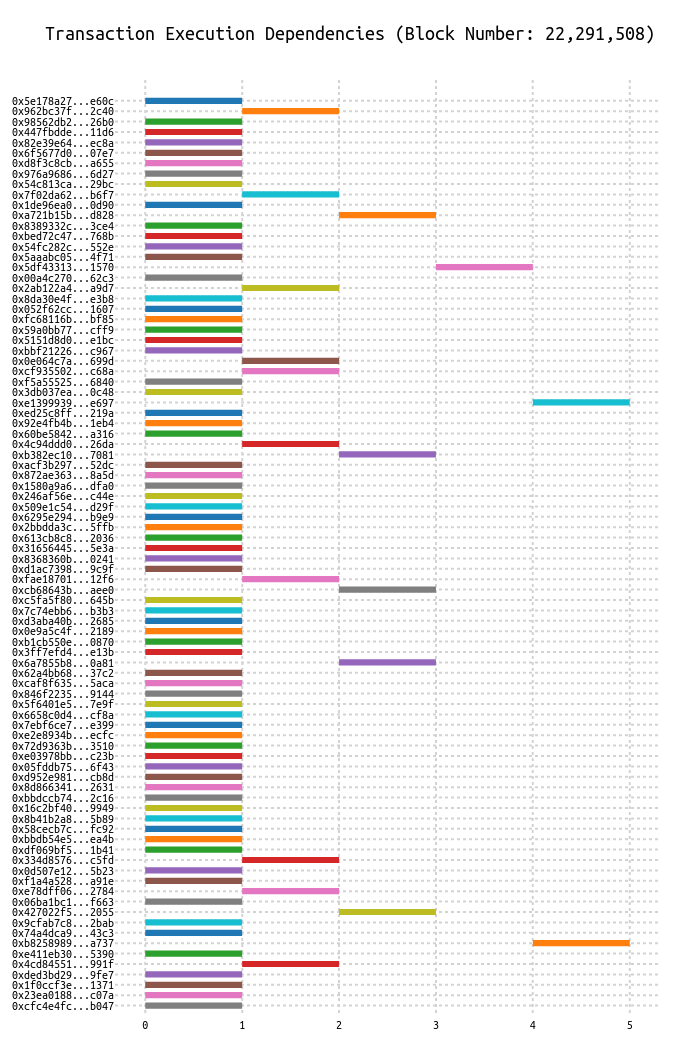 Transaction Execution Dependencies (Block Number: 22,291,508)
0x5e178a27...e60c
0x962bc37f...2c40
0x98562db2...26b0
0x447fbdde...11d6
0x82e39e64...ec8a
0x6f5677d0...07e7
0xd8f3c8cb...a655
0x976a9686...6d27
0x54c813ca...29bc
0x7f02da62...b6f7
0x1de96ea0...0d90
0xa721b15b...d828
0x8389332c...3ce4
0xbed72c47...768b
0x54fc282c...552e
0x5aaabc05...4f71
0x5df43313...1570
0x00a4c270...62c3
0x2ab122a4...a9d7
0x8da30e4f...e3b8
0x052f62cc...1607
0xfc68116b...bf85
0x59a0bb77...cff9
0x5151d8d0...e1bc
0xbbf21226...c967
0x0e064c7a...699d
0xcf935502...c68a
0xf5a55525...6840
0x3db037ea...0c48
0xe1399939...e697
0xed25c8ff...219a
0x92e4fb4b...1eb4
0x60be5842...a316
0x4c94ddd0...26da
0xb382ec10...7081
0xacf3b297...52dc
0x872ae363...8a5d
0x1580a9a6...dfa0
0x246af56e...c44e
0x509e1c54...d29f
0x6295e294...b9e9
0x2bbdda3c...5ffb
0x613cb8c8...2036
0x31656445...5e3a
0x8368360b...0241
0xd1ac7398...9c9f
0xfae18701...12f6
0xcb68643b...aee0
0xc5fa5f80...645b
0x7c74ebb6...b3b3
0xd3aba40b...2685
0x0e9a5c4f...2189
0xb1cb550e...0870
0x3ff7efd4...e13b
0x6a7855b8...0a81
0x62a4bb68...37c2
0xcaf8f635...5aca
0x846f2235...9144
0x5f6401e5...7e9f
0x6658c0d4...cf8a
0x7ebf6ce7...e399
0xe2e8934b...ecfc
0x72d9363b...3510
0xe03978bb...c23b
0x05fddb75...6f43
0xd952e981...cb8d
0x8d866341...2631
0xbbdccb74...2c16
0x16c2bf40...9949
0x8b41b2a8...5b89
0x58cecb7c...fc92
0xbbdb54e5...ea4b
0xdf069bf5...1b41
0x334d8576...c5fd
0x0d507e12...5b23
0xf1a4a528...a91e
0xe78dff06...2784
0x06ba1bc1...f663
0x427022f5...2055
0x9cfab7c8...2bab
0x74a4dca9...43c3
0xb8258989...a737
0xe411eb30...5390
0x4cd84551...991f
0xded3bd29...9fe7
0x1f0ccf3e...1371
0x23ea0188...c07a
0xcfc4e4fc...b047
0 1 2 3 4 5